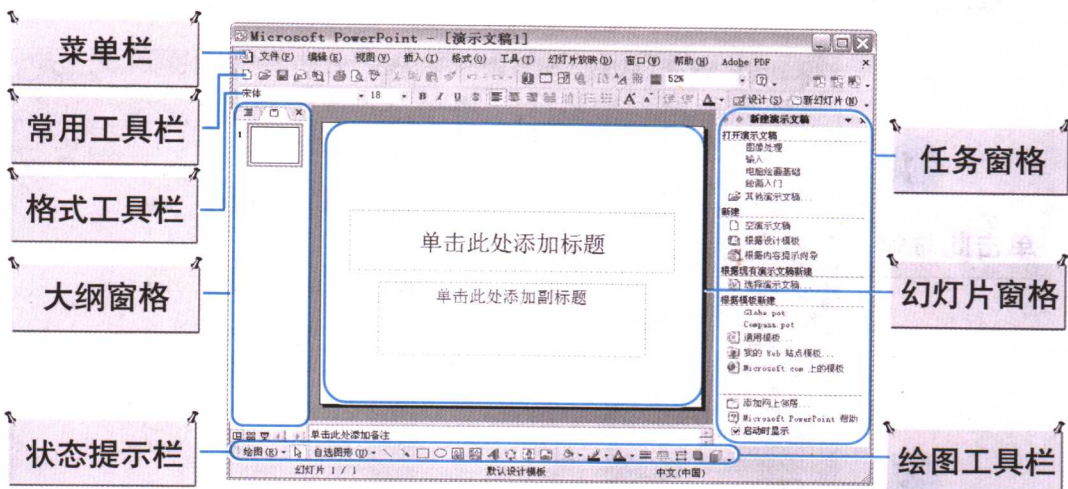 菜单栏
常用工具栏
格式工具栏
大纲窗格
状态提示栏
Microsoft PowerPoint - [演示文稿1]
文件(F) 编辑(E) 视图(V) 插入(I) 格式(O) 工具(T) 幻灯片放映(D) 窗口(W) 帮助(H) Adobe PDF
52%
宋体 18 B I U S 设计(S) 新幻灯片(N)
1
单击此处添加标题
单击此处添加副标题
单击此处添加备注
新建演示文稿
打开演示文稿
图像处理
输入
电脑绘画基础
绘画入门
其他演示文稿...
新建
空演示文稿
根据设计模板
根据内容提示向导
根据现有演示文稿新建
选择演示文稿...
根据模板新建
Globe.pot
Compass.pot
通用模板...
我的 Web 站点模板...
Microsoft.com 上的模板
添加网上邻居...
Microsoft PowerPoint 帮助
启动时显示
绘图(R) 自选图形(U)
幻灯片 1 / 1 默认设计模板 中文(中国)
任务窗格
幻灯片窗格
绘图工具栏